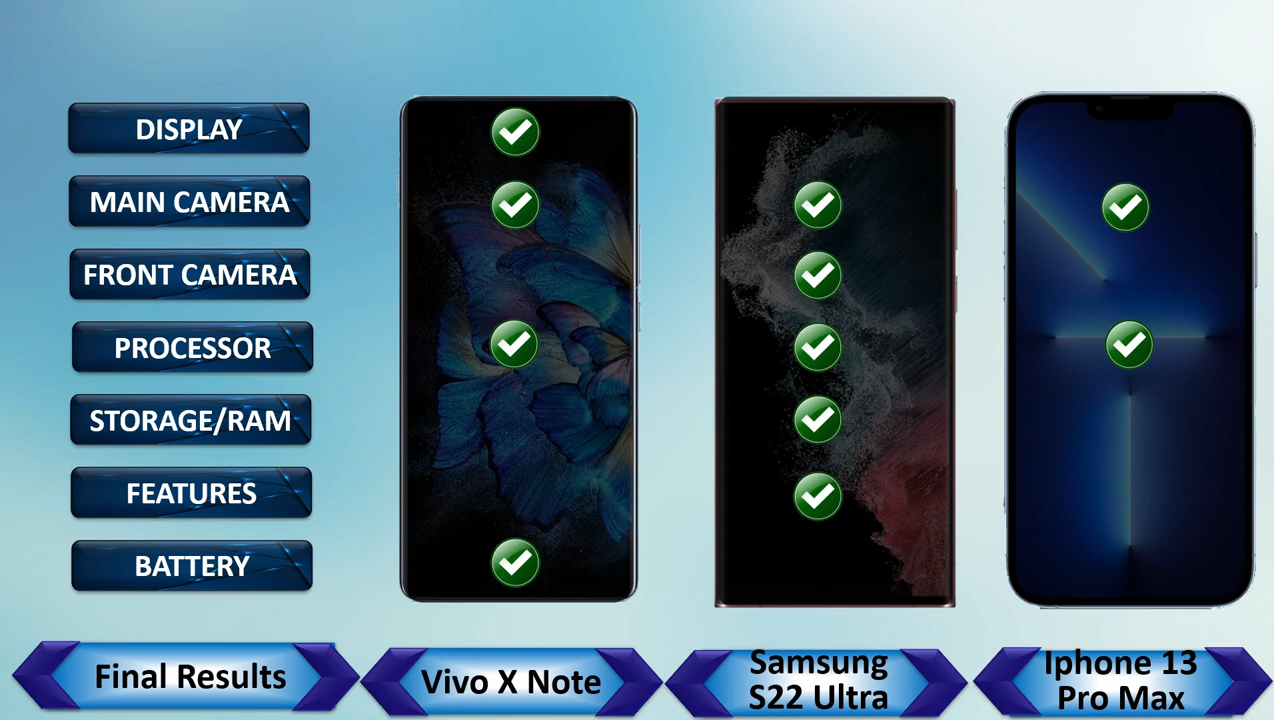 DISPLAY
MAIN CAMERA
FRONT CAMERA
PROCESSOR
STORAGE/RAM
FEATURES
BATTERY
Final Results
Vivo X Note
Samsung
S22 Ultra
Iphone 13
Pro Max